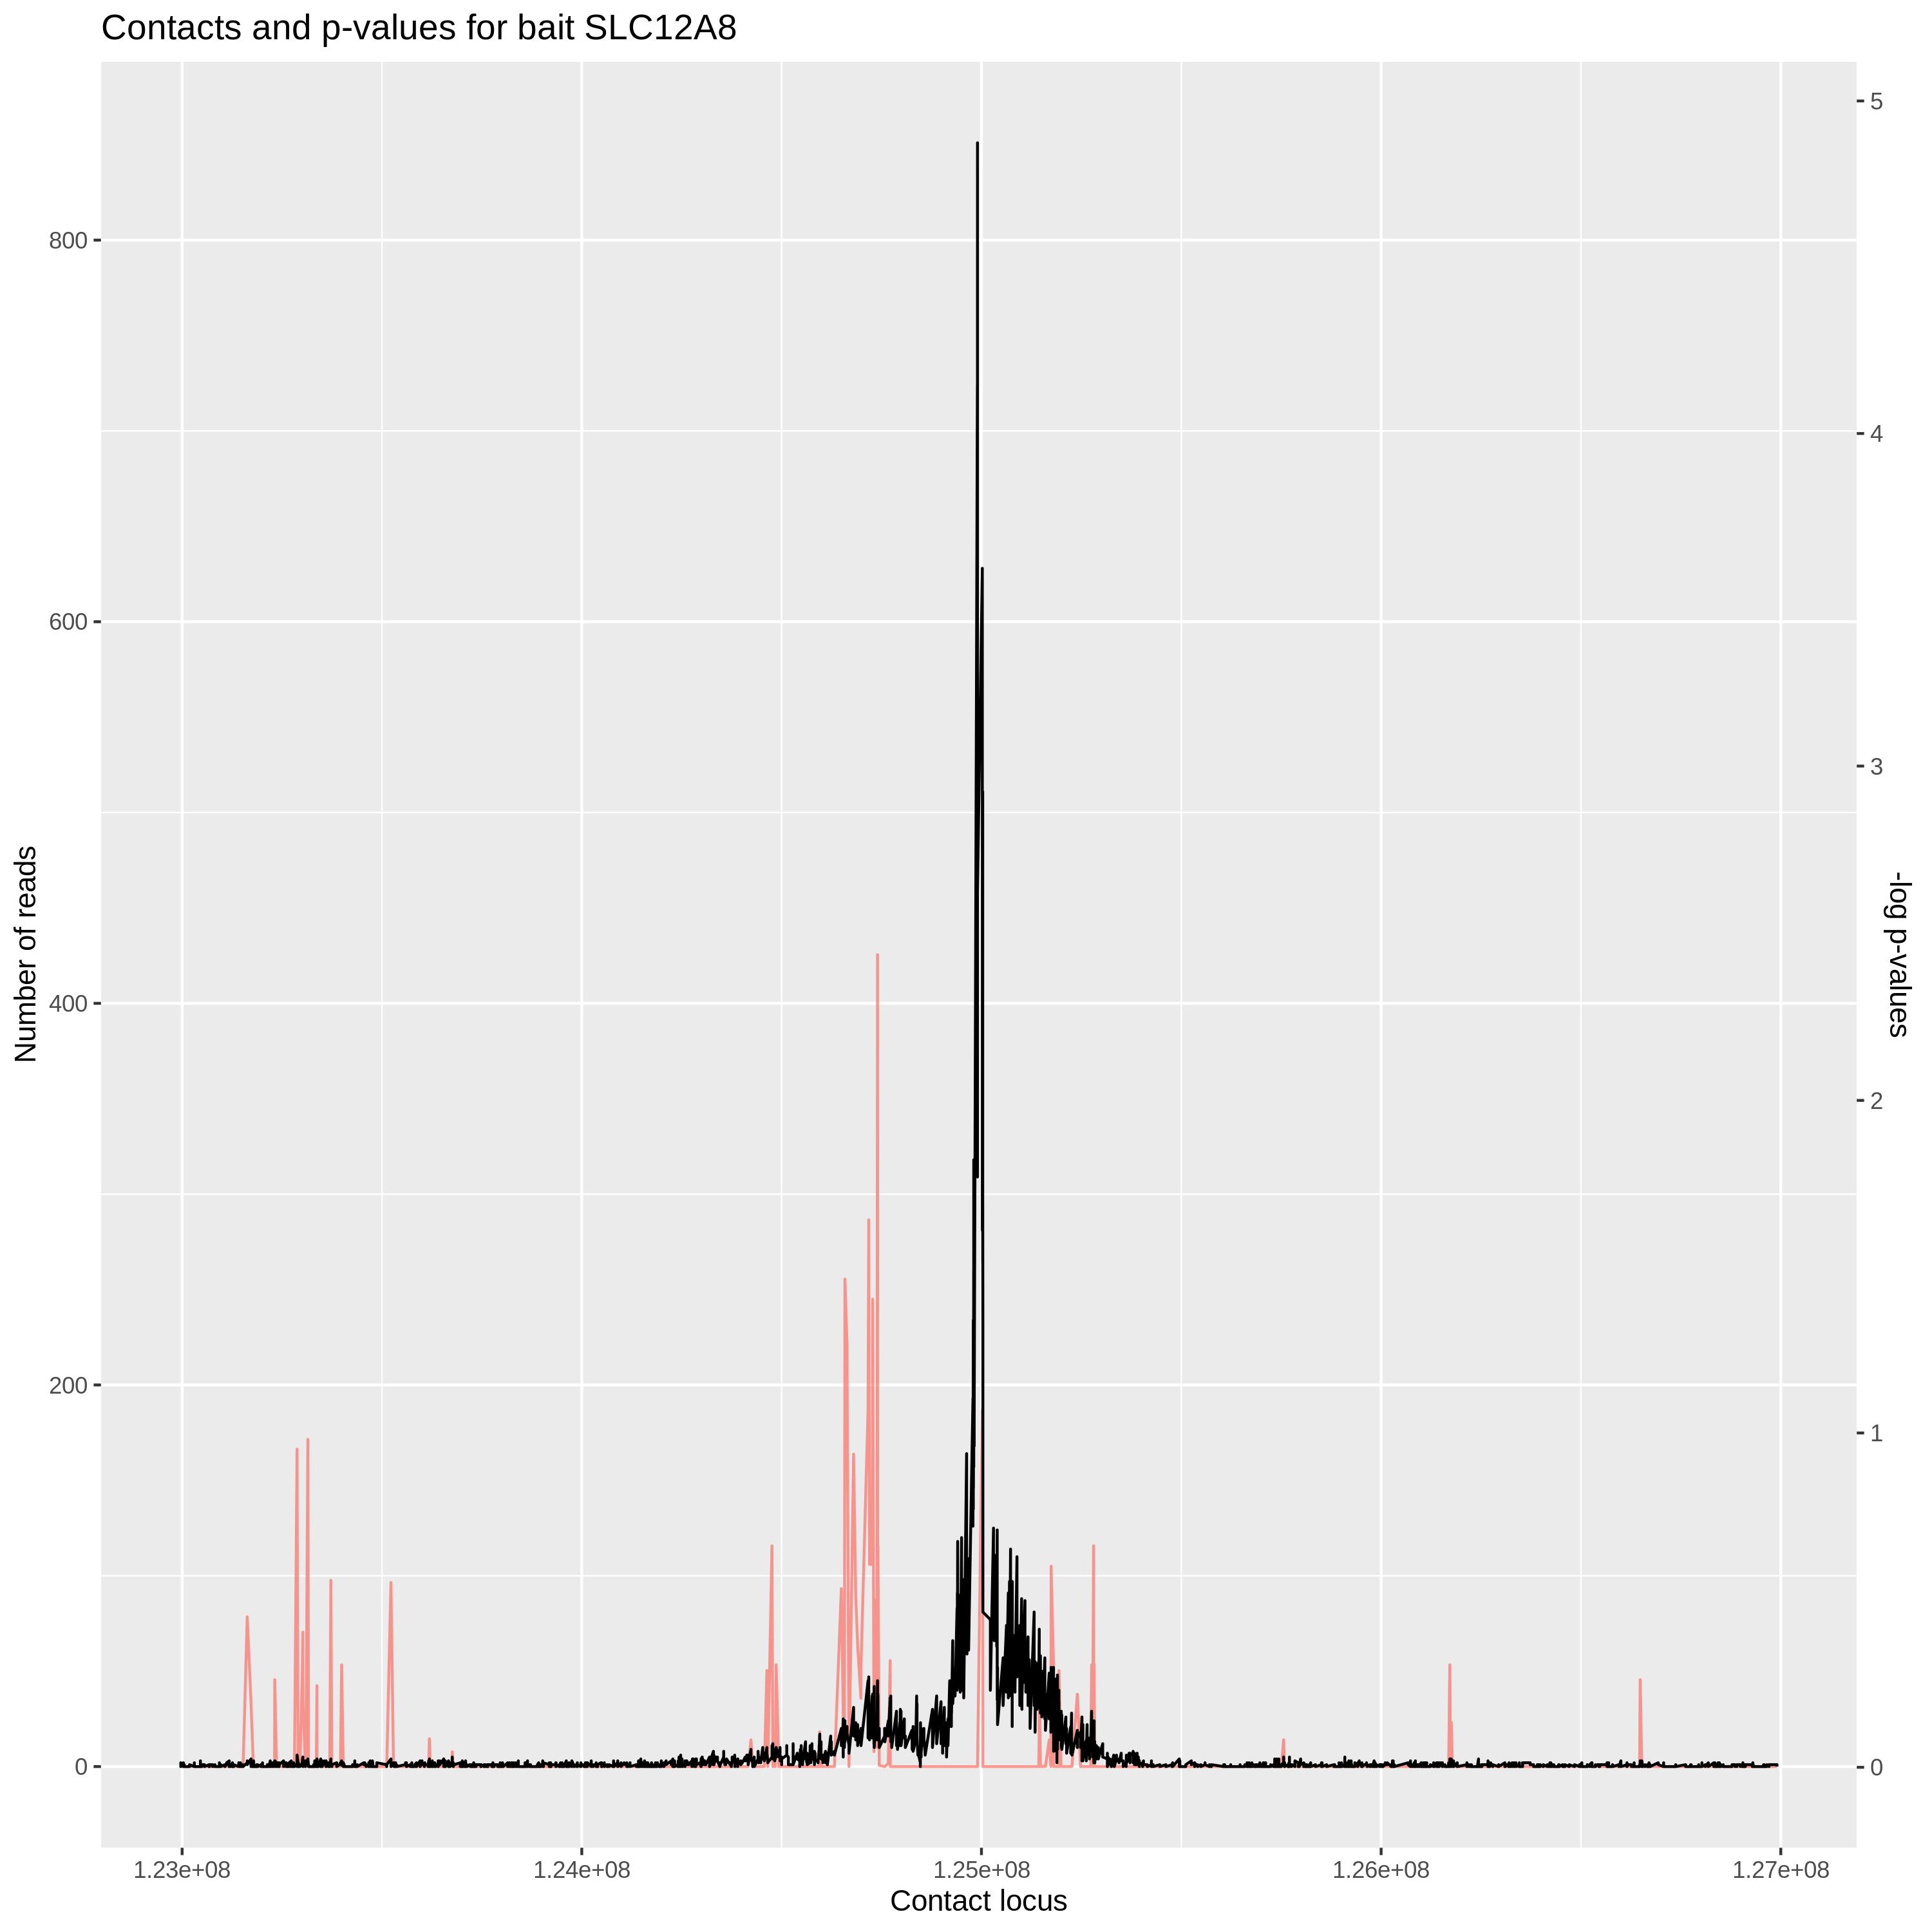 Contacts and p-values for bait SLC12A8
Number of reads
800
600
400
200
0
5
4
3
2
1
0
-log p-values
1.23e+08 1.24e+08 1.25e+08 1.26e+08 1.27e+08
Contact locus